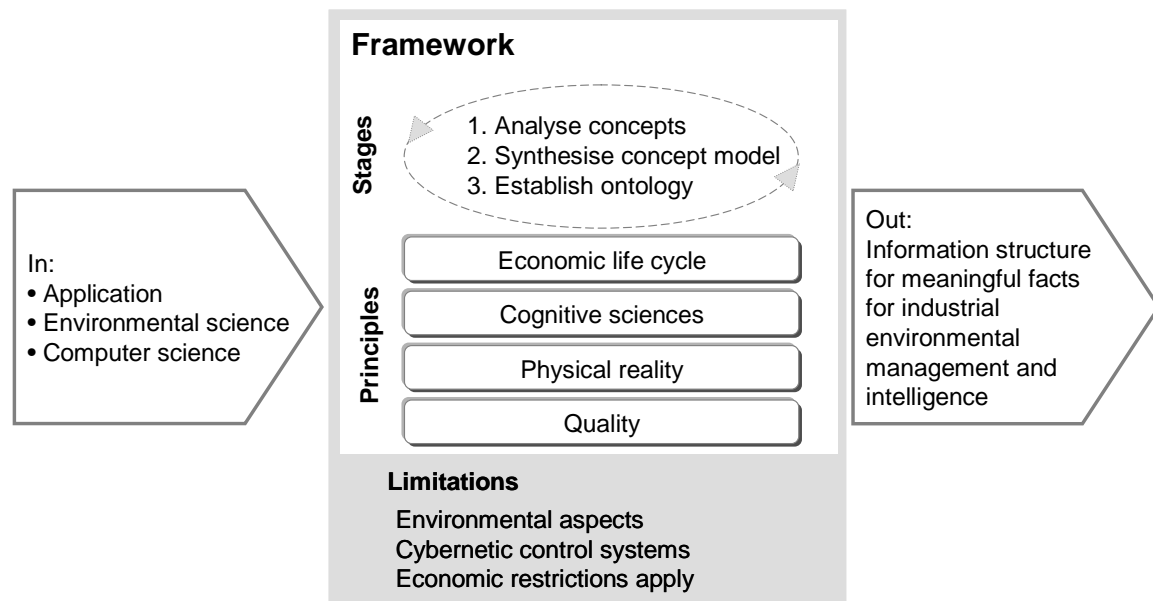 In:
• Application
• Environmental science
• Computer science
Framework
Stages
1. Analyse concepts
2. Synthesise concept model
3. Establish ontology
Principles
Economic life cycle
Cognitive sciences
Physical reality
Quality
Limitations
Environmental aspects
Cybernetic control systems
Economic restrictions apply
Out:
Information structure
for meaningful facts
for industrial
environmental
management and
intelligence